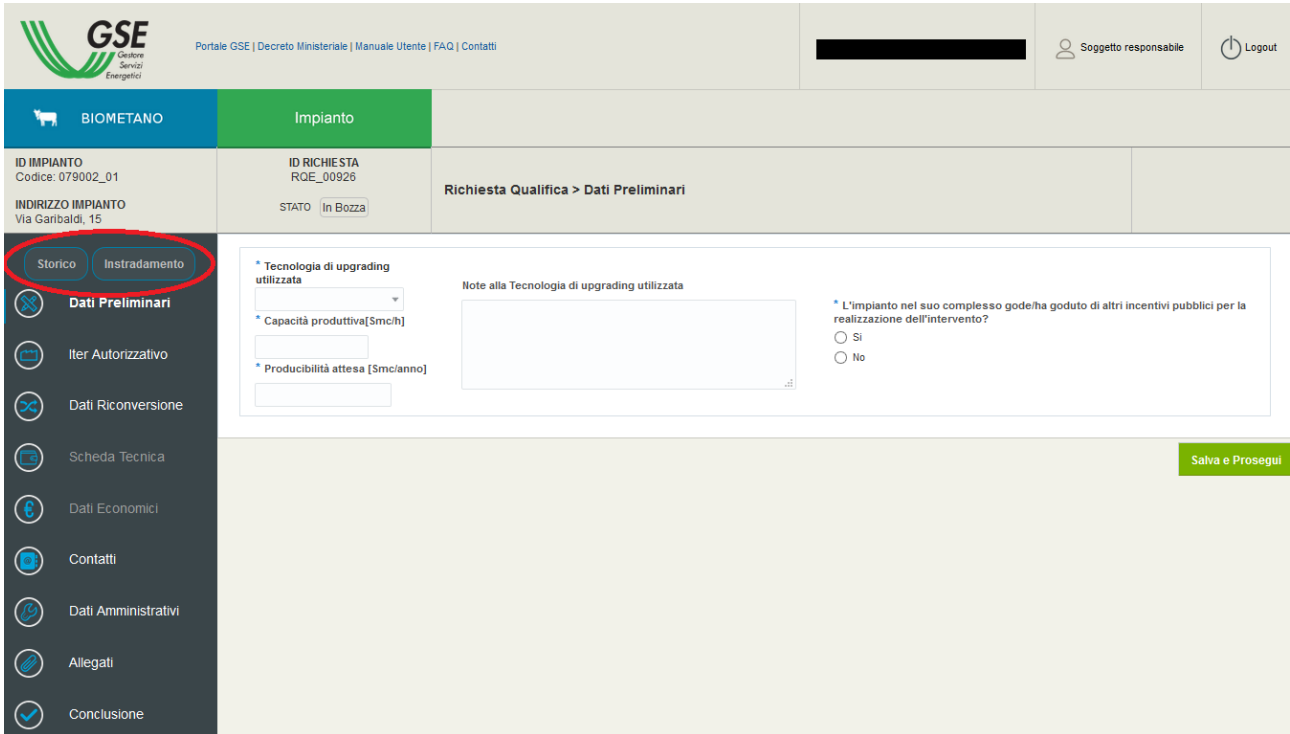 GSE
Gestore
Servizi
Energetici
Portale GSE | Decreto Ministeriale | Manuale Utente | FAQ | Contatti
Soggetto responsabile
Logout
BIOMETANO
Impianto
ID IMPIANTO
Codice: 079002_01
INDIRIZZO IMPIANTO
Via Garibaldi, 15
ID RICHIESTA
RQE_00926
STATO In Bozza
Richiesta Qualifica > Dati Preliminari
Storico Instradamento
Dati Preliminari
Iter Autorizzativo
Dati Riconversione
Scheda Tecnica
Dati Economici
Contatti
Dati Amministrativi
Allegati
Conclusione
* Tecnologia di upgrading
utilizzata
* Capacità produttiva[Smc/h]
* Producibilità attesa [Smc/anno]
Note alla Tecnologia di upgrading utilizzata
* L'impianto nel suo complesso gode/ha goduto di altri incentivi pubblici per la
realizzazione dell'intervento?
Si
No
Salva e Prosegui